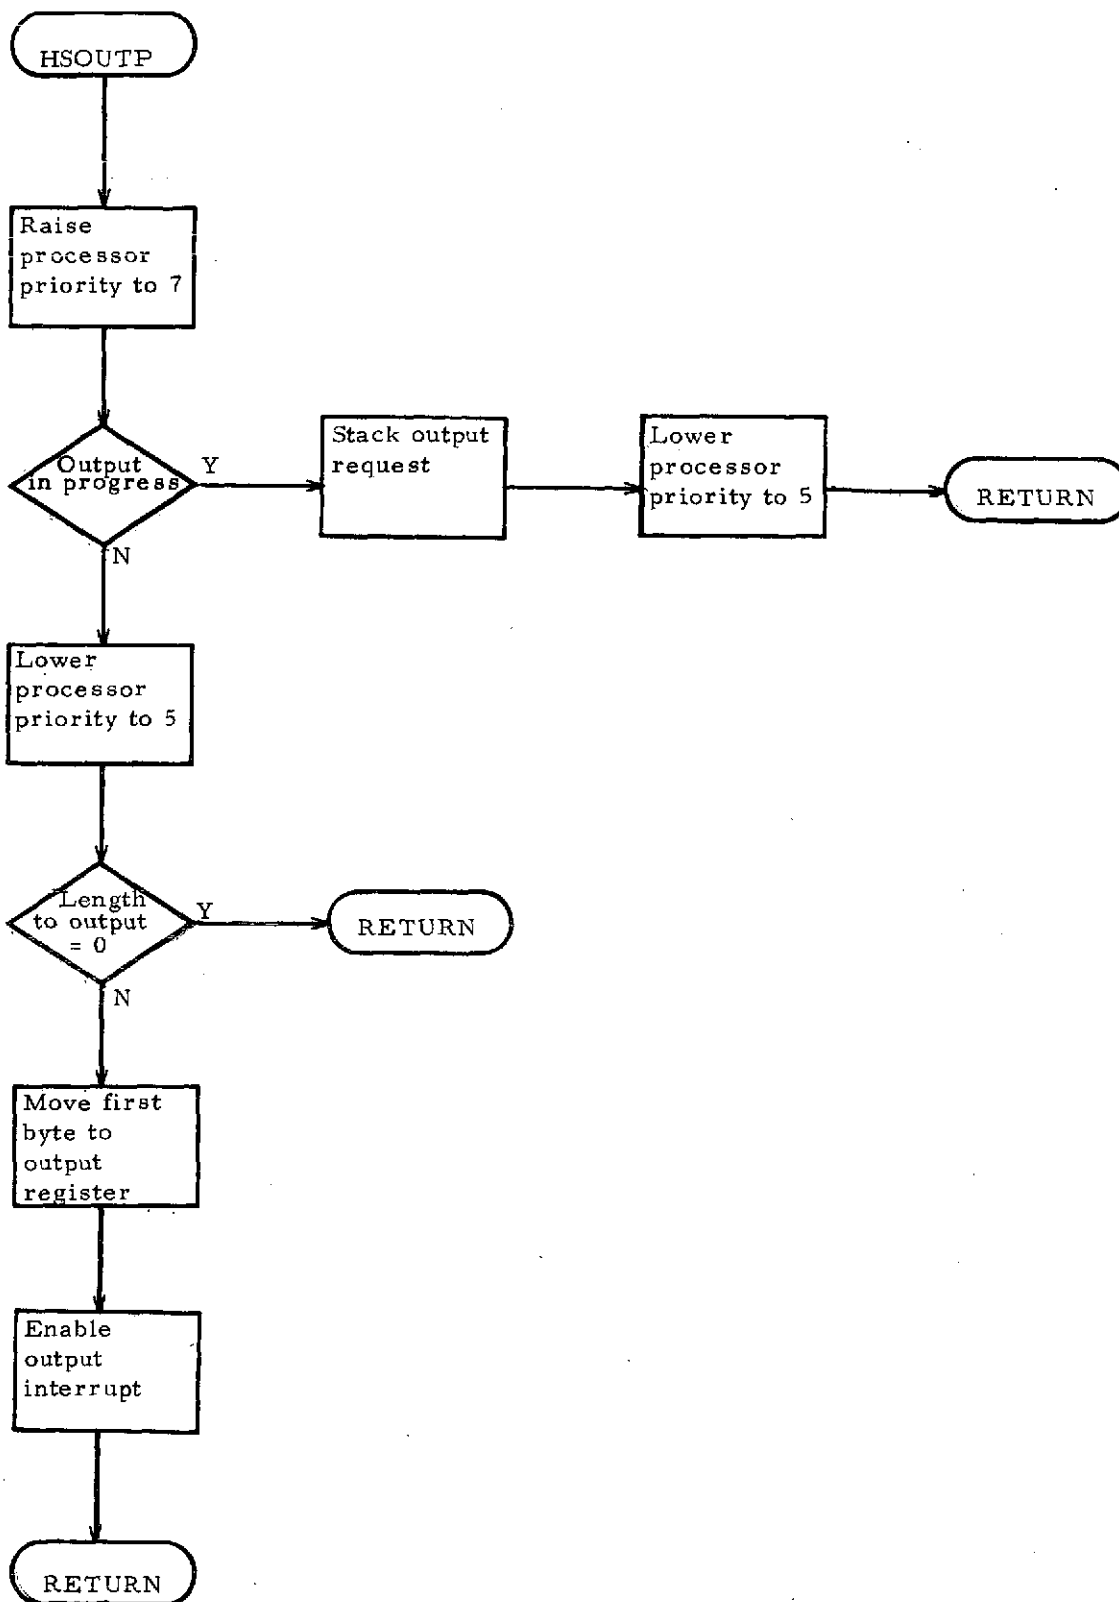 HSOUTP
Raise
processor
priority to 7
Output
in progress
Y
Stack output
request
Lower
processor
priority to 5
RETURN
N
Lower
processor
priority to 5
Length
to output
= 0
Y
RETURN
N
Move first
byte to
output
register
Enable
output
interrupt
RETURN